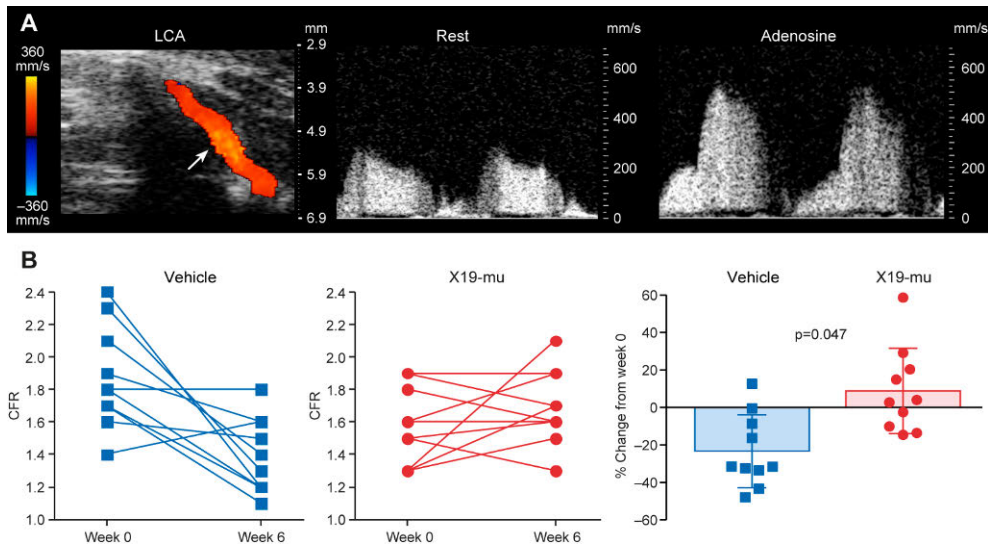 A
LCA
Rest
Adenosine
360
mm/s
–360
mm/s
mm
2.9
3.9
4.9
5.9
6.9
mm/s
600
400
200
0
mm/s
600
400
200
0
B
Vehicle
CFR
2.4
2.2
2.0
1.8
1.6
1.4
1.2
1.0
Week 0
Week 6
X19-mu
CFR
2.4
2.2
2.0
1.8
1.6
1.4
1.2
1.0
Week 0
Week 6
Vehicle
X19-mu
% Change from week 0
60
40
20
0
–20
–40
–60
p=0.047